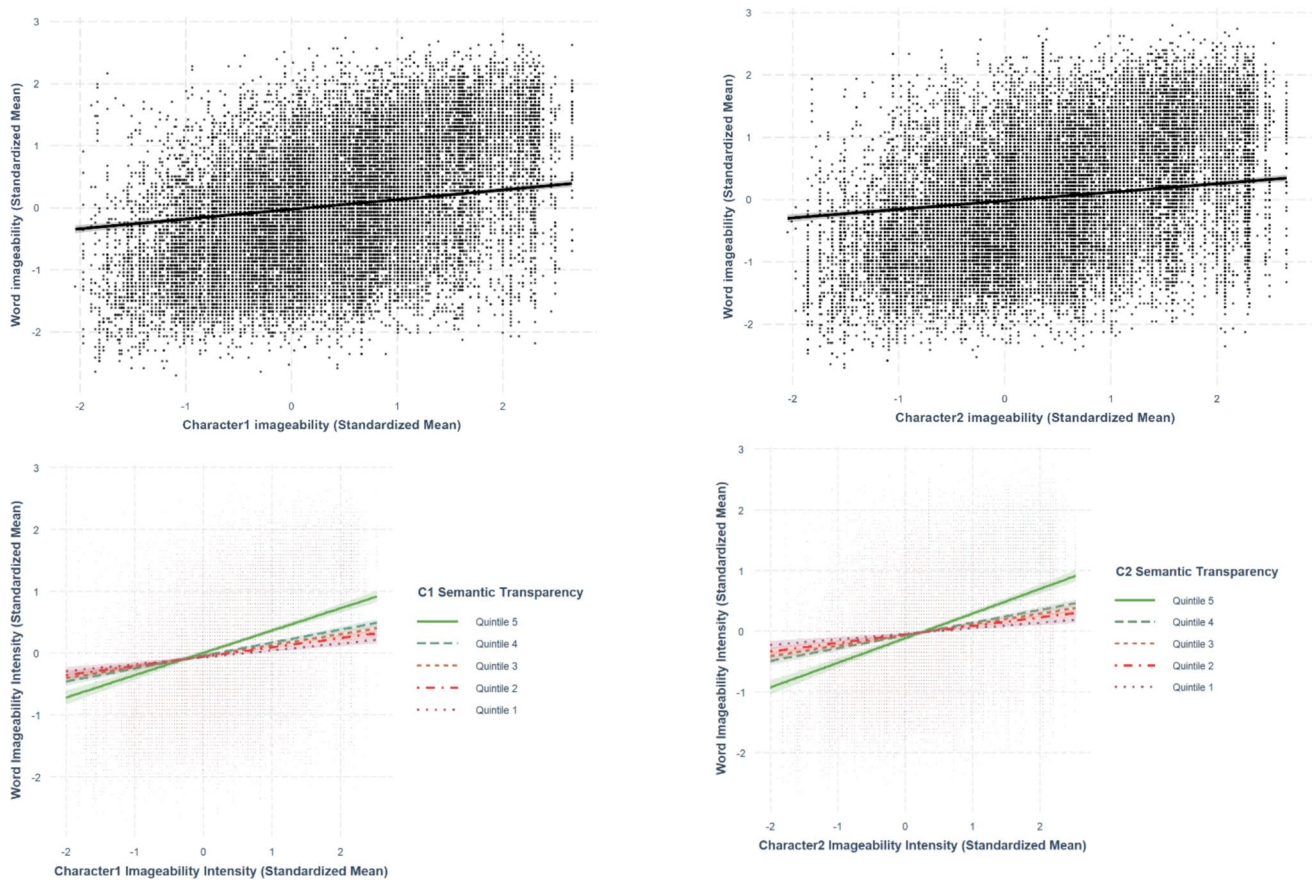 3
2
1
0
-1
-2
Word imageability (Standardized Mean)
-2 -1 0 1 2
Character1 imageability (Standardized Mean)
3
2
1
0
-1
-2
Word imageability (Standardized Mean)
-2 -1 0 1 2
Character2 imageability (Standardized Mean)
3
2
1
0
-1
-2
Word Imageability Intensity (Standardized Mean)
-2 -1 0 1 2
Character1 Imageability Intensity (Standardized Mean)
C1 Semantic Transparency
Quintile 5
Quintile 4
Quintile 3
Quintile 2
Quintile 1
3
2
1
0
-1
-2
Word Imageability Intensity (Standardized Mean)
-2 -1 0 1 2
Character2 Imageability Intensity (Standardized Mean)
C2 Semantic Transparency
Quintile 5
Quintile 4
Quintile 3
Quintile 2
Quintile 1